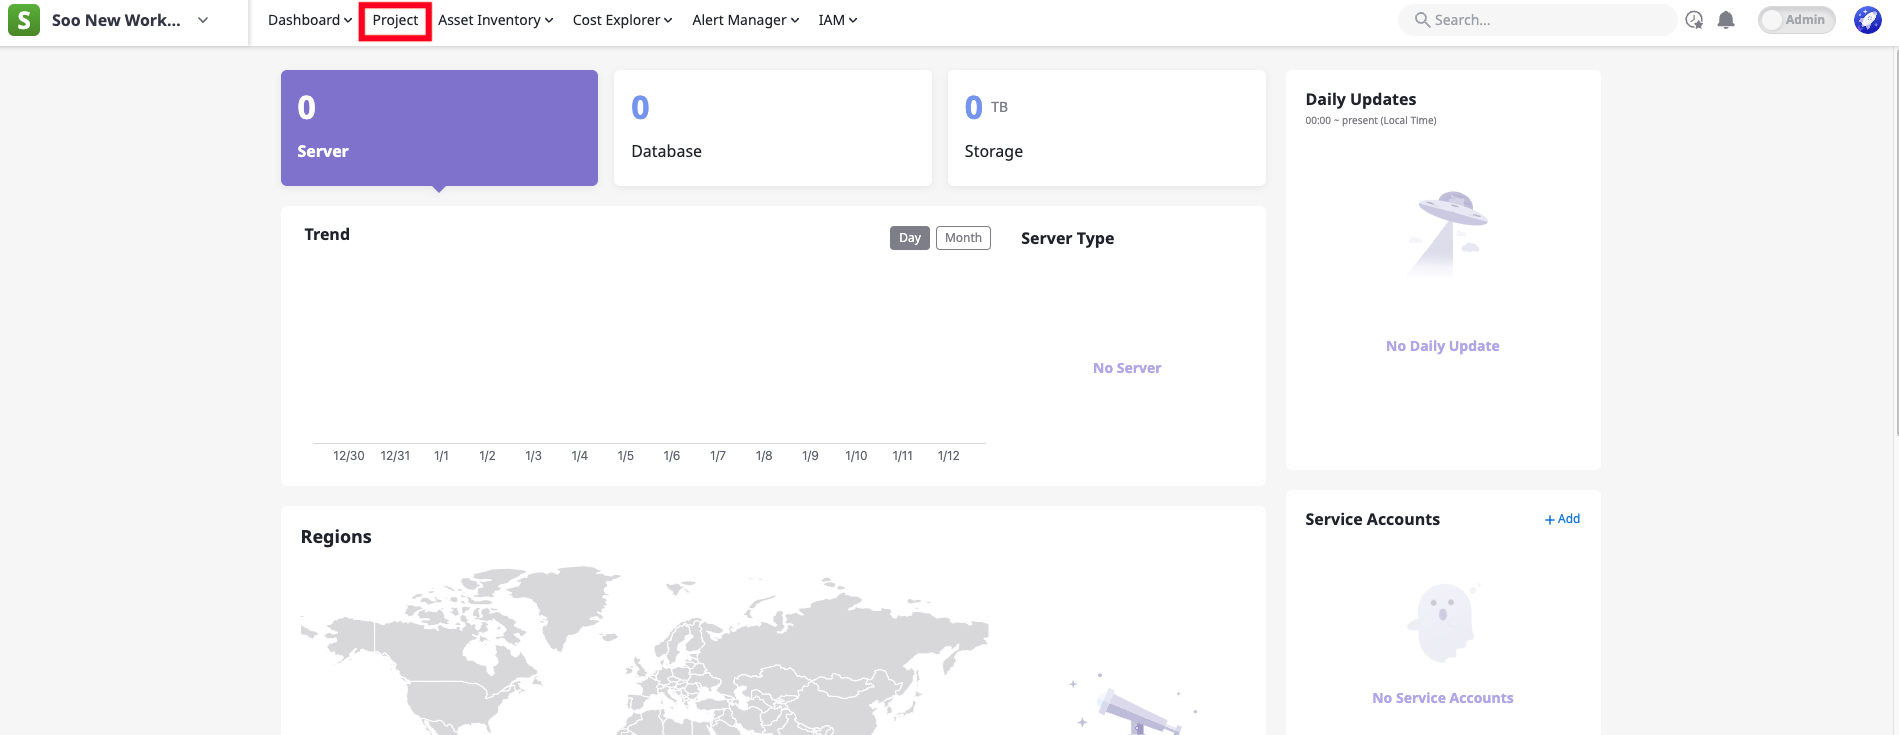 S Soo New Work... Dashboard Project Asset Inventory Cost Explorer Alert Manager IAM Search... Admin
0
Server
0
Database
0 TB
Storage
Daily Updates
00:00 ~ present (Local Time)
No Daily Update
Trend
Day Month
Server Type
No Server
12/30 12/31 1/1 1/2 1/3 1/4 1/5 1/6 1/7 1/8 1/9 1/10 1/11 1/12
Regions
Service Accounts
+ Add
No Service Accounts